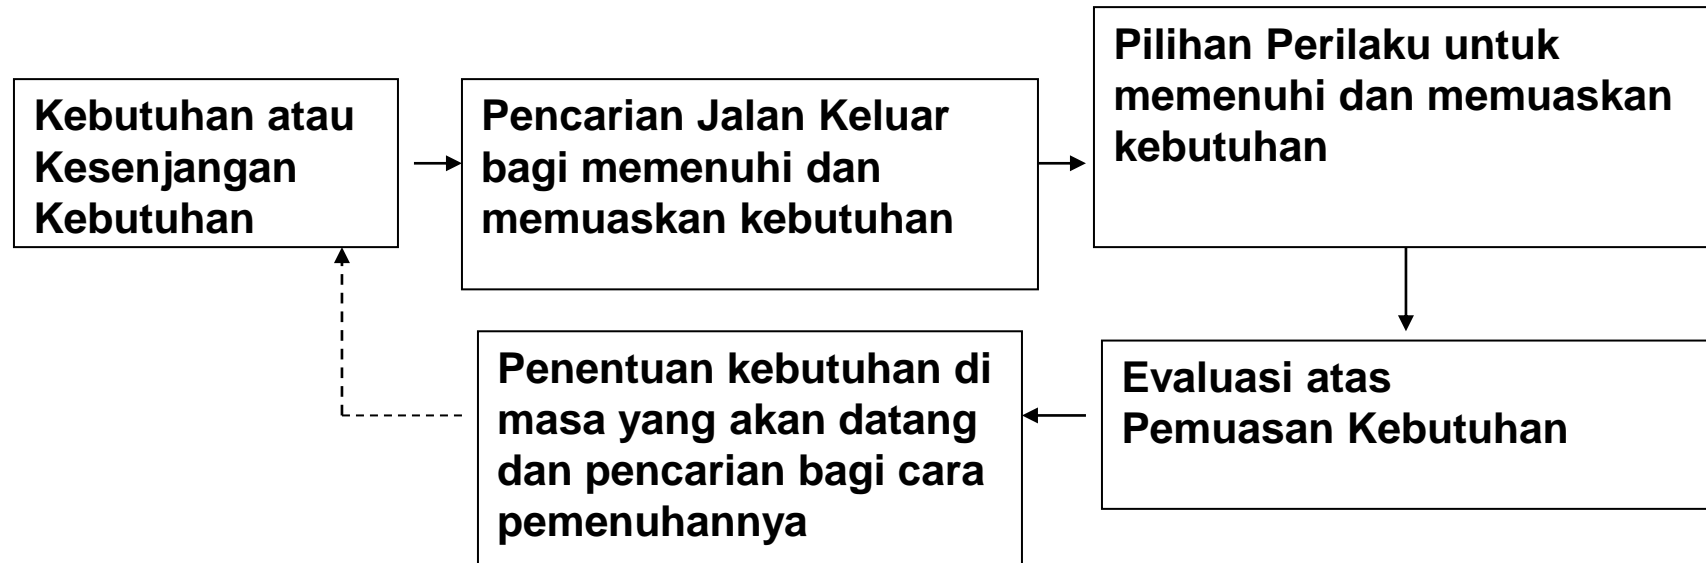 Kebutuhan atau
Kesenjangan
Kebutuhan
Pencarian Jalan Keluar
bagi memenuhi dan
memuaskan kebutuhan
Pilihan Perilaku untuk
memenuhi dan memuaskan
kebutuhan
Evaluasi atas
Pemuasan Kebutuhan
Penentuan kebutuhan di
masa yang akan datang
dan pencarian bagi cara
pemenuhannya